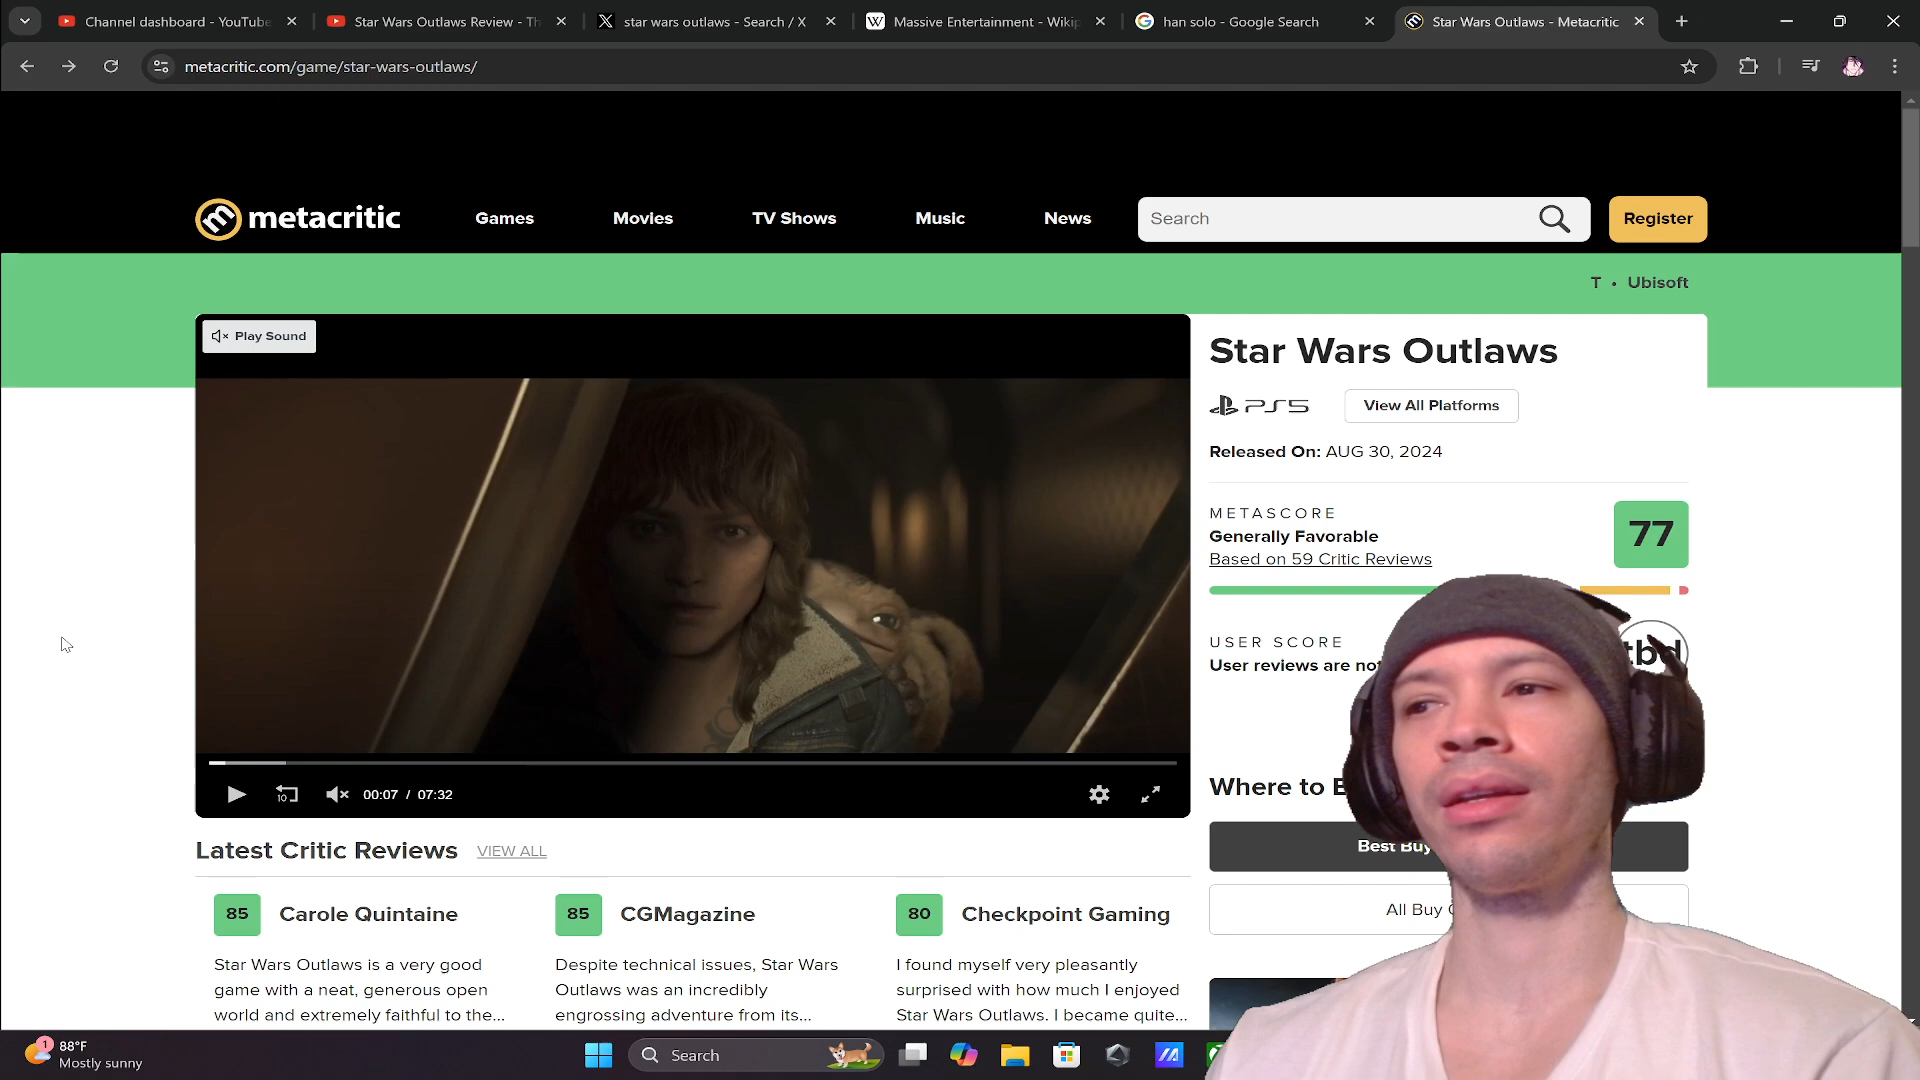 Channel dashboard - YouTube
Star Wars Outlaws Review - Th
star wars outlaws - Search / X
Massive Entertainment - Wikip
han solo - Google Search
Star Wars Outlaws - Metacritic
metacritic.com/game/star-wars-outlaws/
metacritic
Games
Movies
TV Shows
Music
News
Search
Register
T • Ubisoft
Play Sound
Star Wars Outlaws
PS5
View All Platforms
Released On: AUG 30, 2024
METASCORE
Generally Favorable
Based on 59 Critic Reviews
77
USER SCORE
User reviews are not
tbd
10
00:07 / 07:32
Where to B
Best Buy
All Buy
Latest Critic Reviews
VIEW ALL
85 Carole Quintaine
Star Wars Outlaws is a very good
game with a neat, generous open
world and extremely faithful to the...
85 CGMagazine
Despite technical issues, Star Wars
Outlaws was an incredibly
engrossing adventure from its...
80 Checkpoint Gaming
I found myself very pleasantly
surprised with how much I enjoyed
Star Wars Outlaws. I became quite...
1
88°F
Mostly sunny
Search